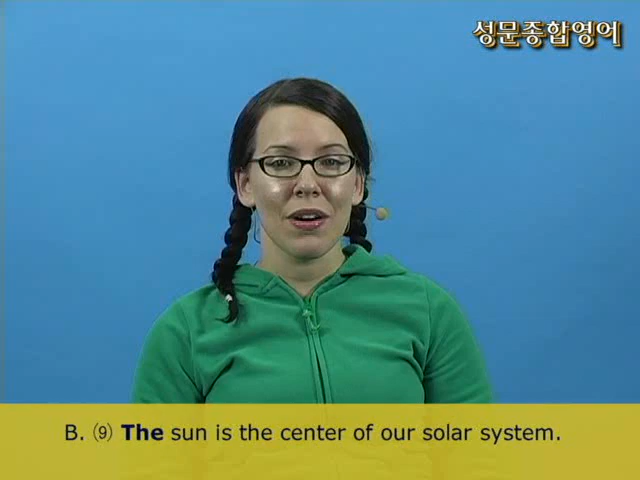 성문종합영어
B. ⑼ The sun is the center of our solar system.